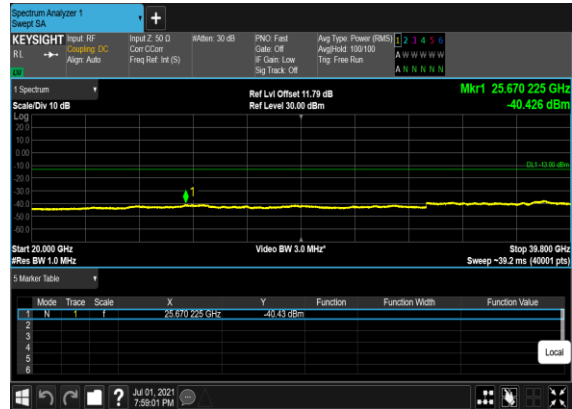 Spectrum Analyzer 1
Swept SA
+
KEYSIGHT Input: RF Input Z: 50 Ω #Atten: 30 dB PNO: Fast Avg Type: Power (RMS) 1 2 3 4 5 6
RL Coupling: DC Corr CCorr Gate: Off Avg|Hold: 100/100 A W W W W W
Align: Auto Freq Ref: Int (S) IF Gain: Low Trig: Free Run
Sig Track: Off A N N N N N
LW
1 Spectrum
Scale/Div 10 dB
Ref Lvl Offset 11.79 dB
Ref Level 30.00 dBm
Mkr1 25.670 225 GHz
-40.426 dBm
Log
20.0
10.0
0.00
-10.0
DL1 -13.00 dBm
-20.0
-30.0
1
-40.0
-50.0
-60.0
Start 20.000 GHz Video BW 3.0 MHz* Stop 39.800 GHz
#Res BW 1.0 MHz Sweep ~39.2 ms (40001 pts)
5 Marker Table
Mode Trace Scale X Y Function Function Width Function Value
1 N 1 f 25.670 225 GHz -40.43 dBm
2
3
4
5
6
Local
?
Jul 01, 2021
7:59:01 PM